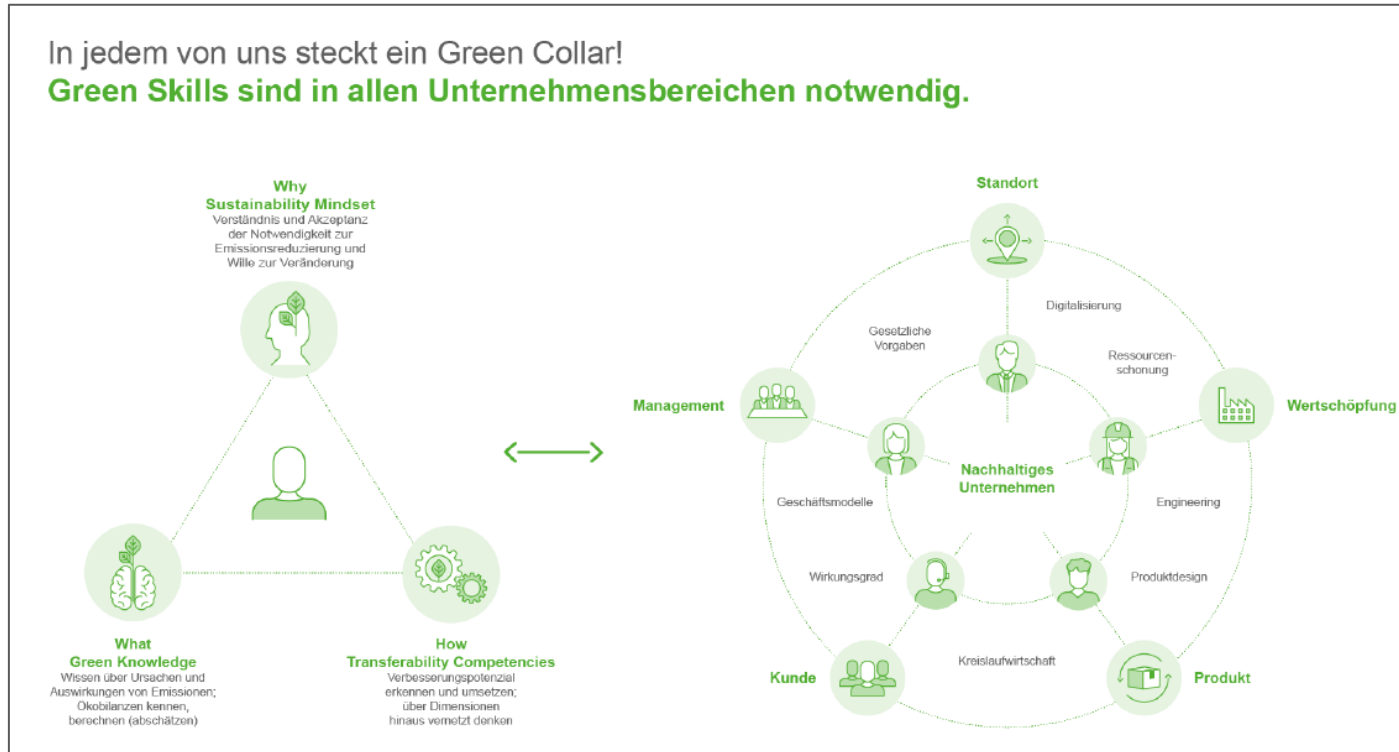 In jedem von uns steckt ein Green Collar!
Green Skills sind in allen Unternehmensbereichen notwendig.
Why
Sustainability Mindset
Verständnis und Akzeptanz
der Notwendigkeit zur
Emissionsreduzierung und
Wille zur Veränderung
What
Green Knowledge
Wissen über Ursachen und
Auswirkungen von Emissionen;
Ökobilanzen kennen,
berechnen (abschätzen)
How
Transferability Competencies
Verbesserungspotenzial
erkennen und umsetzen;
über Dimensionen
hinaus vernetzt denken
Standort
Digitalisierung
Gesetzliche
Vorgaben
Ressourcen-
schonung
Management
Wertschöpfung
Nachhaltiges
Unternehmen
Geschäftsmodelle
Engineering
Wirkungsgrad
Produktdesign
Kreislaufwirtschaft
Kunde
Produkt